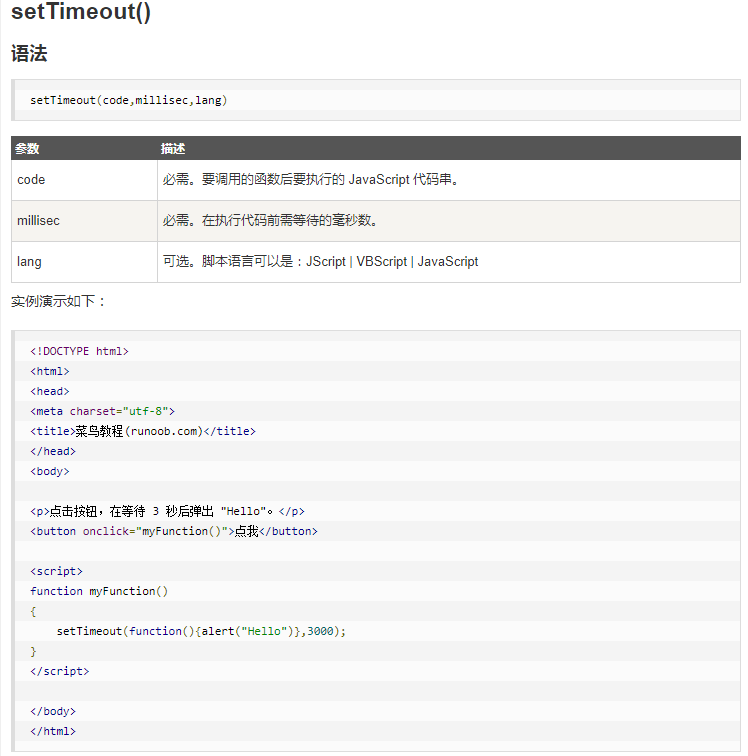 setTimeout()
语法
setTimeout(code,millisec,lang)
参数 描述
code 必需。要调用的函数后要执行的 JavaScript 代码串。
millisec 必需。在执行代码前需等待的毫秒数。
lang 可选。脚本语言可以是：JScript | VBScript | JavaScript
实例演示如下：
<!DOCTYPE html>
<html>
<head>
<meta charset="utf-8">
<title>菜鸟教程(runoob.com)</title>
</head>
<body>
<p>点击按钮，在等待 3 秒后弹出 "Hello"。</p>
<button onclick="myFunction()">点我</button>
<script>
function myFunction()
{
    setTimeout(function(){alert("Hello")},3000);
}
</script>
</body>
</html>